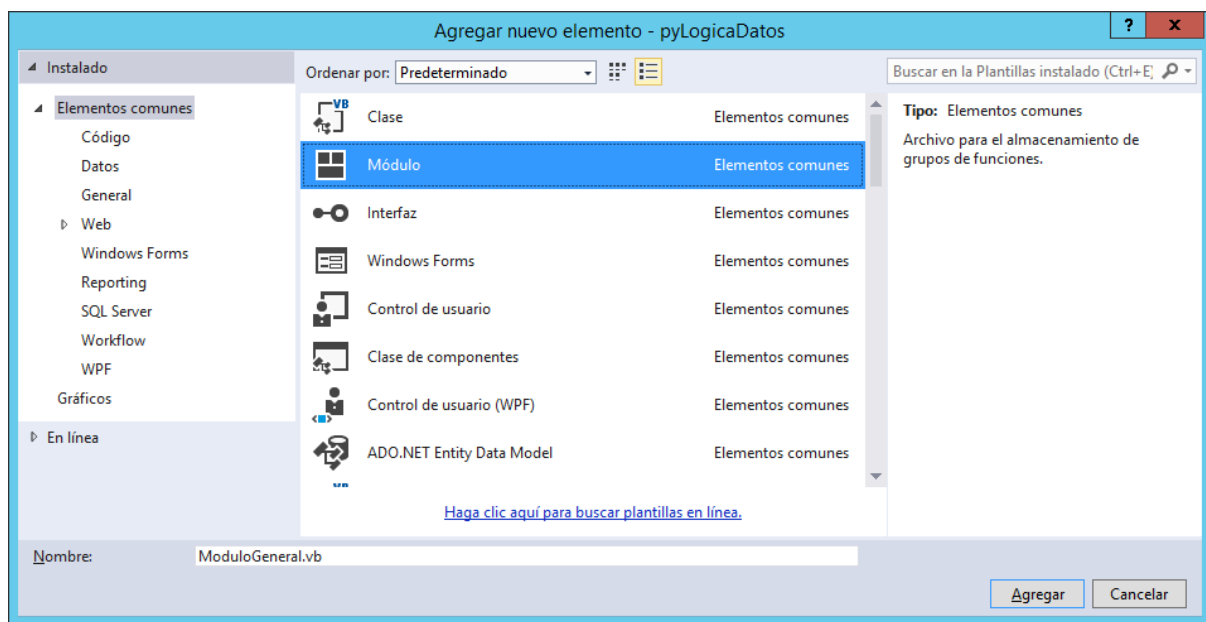 Agregar nuevo elemento - pyLogicaDatos
?
x
Instalado
Elementos comunes
Código
Datos
General
Web
Windows Forms
Reporting
SQL Server
Workflow
WPF
Gráficos
En línea
Ordenar por: Predeterminado
VB
Clase Elementos comunes
Módulo Elementos comunes
Interfaz Elementos comunes
Windows Forms Elementos comunes
Control de usuario Elementos comunes
Clase de componentes Elementos comunes
Control de usuario (WPF) Elementos comunes
ADO.NET Entity Data Model Elementos comunes
Haga clic aquí para buscar plantillas en línea.
Buscar en la Plantillas instalado (Ctrl+E)
Tipo: Elementos comunes
Archivo para el almacenamiento de
grupos de funciones.
Nombre: ModuloGeneral.vb
Agregar Cancelar